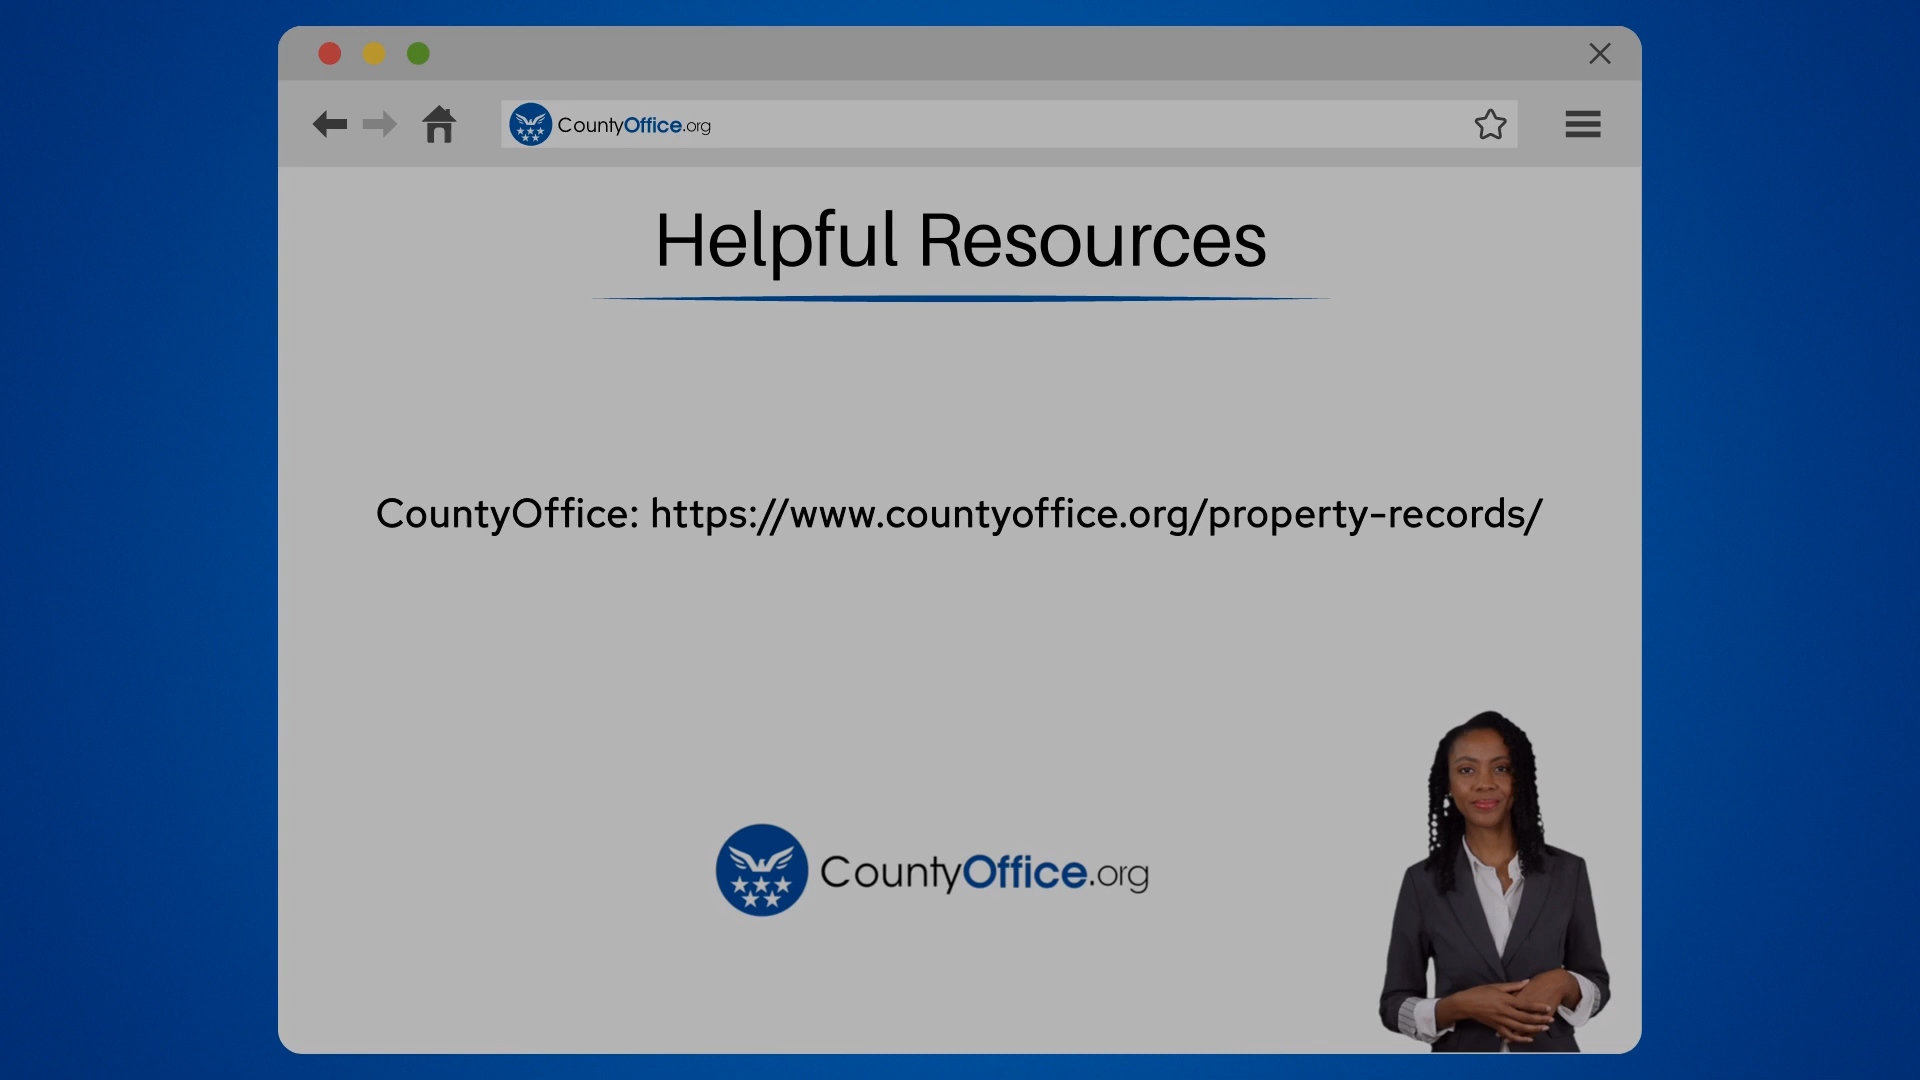 CountyOffice.org
Helpful Resources
CountyOffice: https://www.countyoffice.org/property-records/
CountyOffice.org